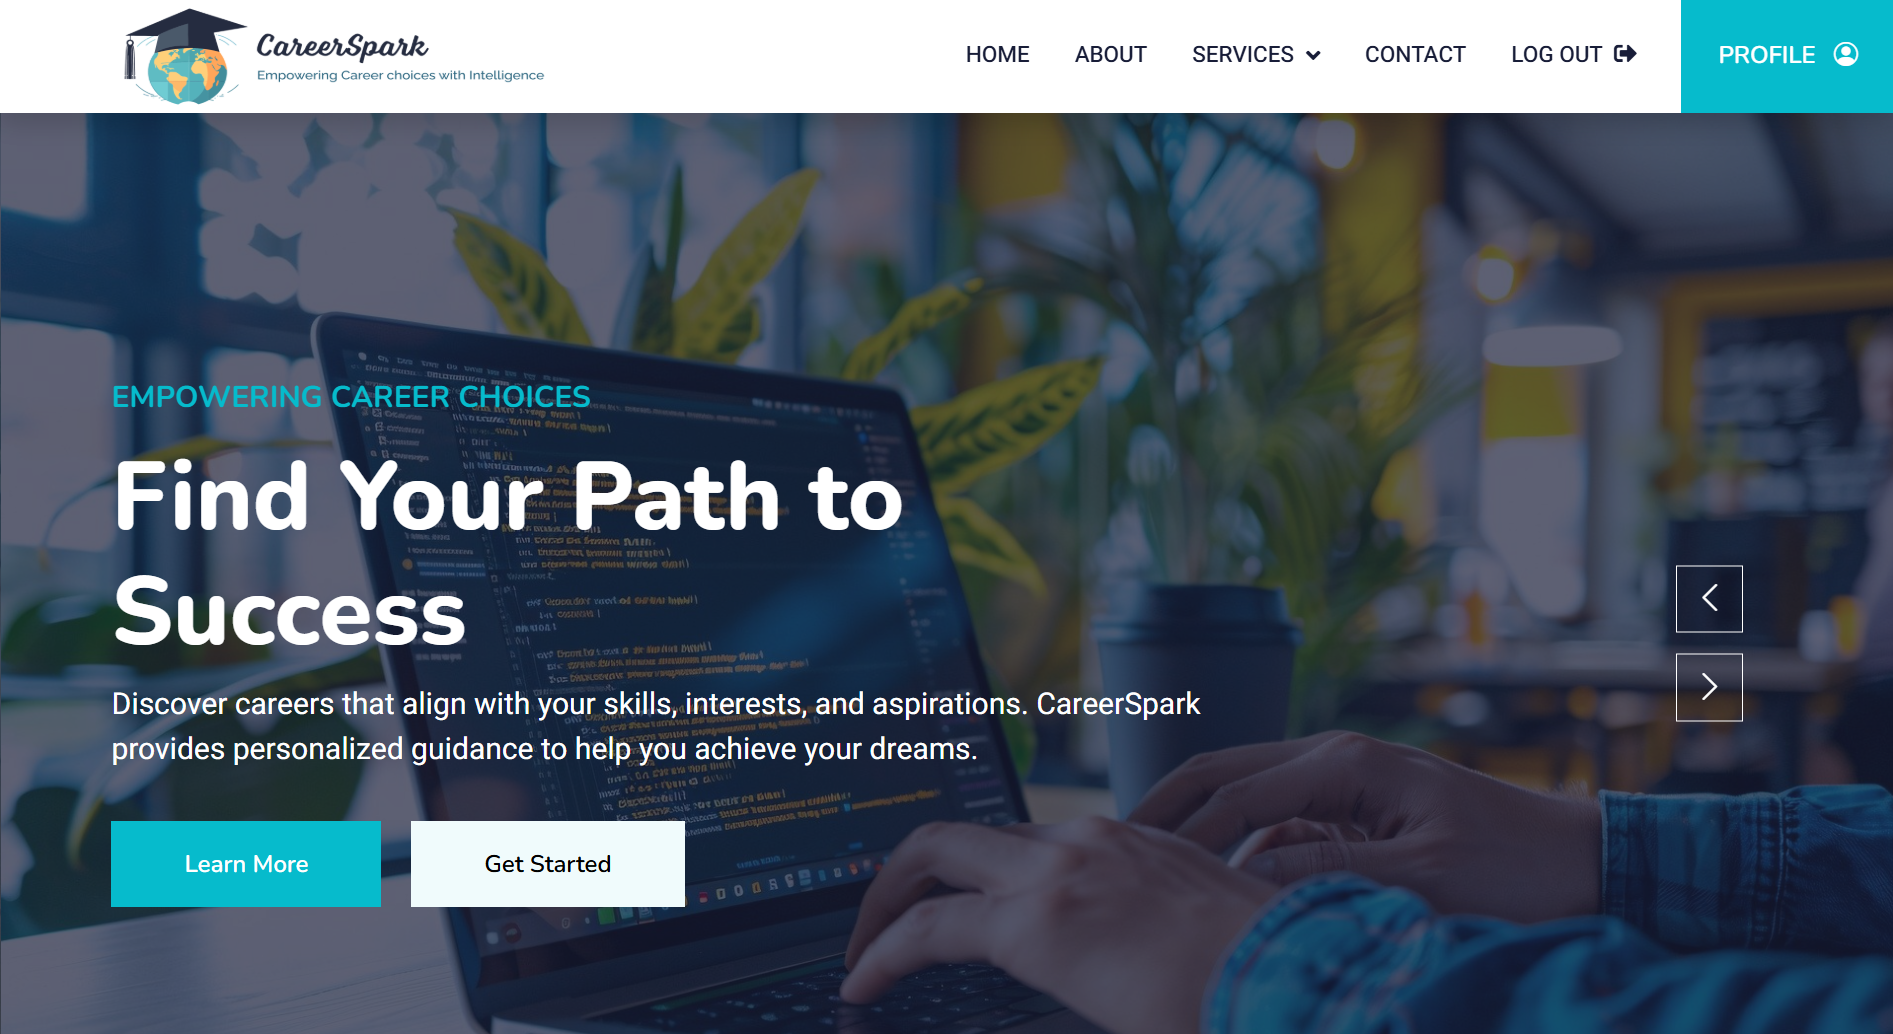 CareerSpark
Empowering Career choices with Intelligence
HOME
ABOUT
SERVICES
CONTACT
LOG OUT
PROFILE
EMPOWERING CAREER CHOICES
Find Your Path to
Success
Discover careers that align with your skills, interests, and aspirations. CareerSpark
provides personalized guidance to help you achieve your dreams.
Learn More
Get Started